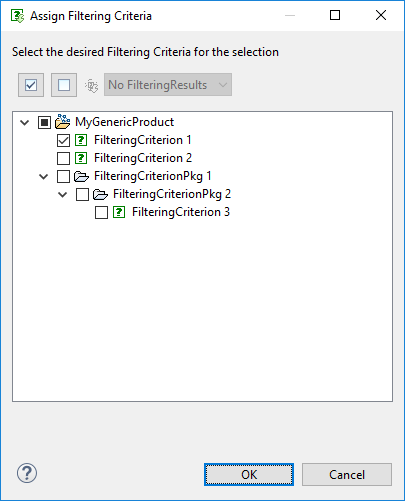 Assign Filtering Criteria
Select the desired Filtering Criteria for the selection
No FilteringResults
MyGenericProduct
FilteringCriterion 1
FilteringCriterion 2
FilteringCriterionPkg 1
FilteringCriterionPkg 2
FilteringCriterion 3
OK Cancel